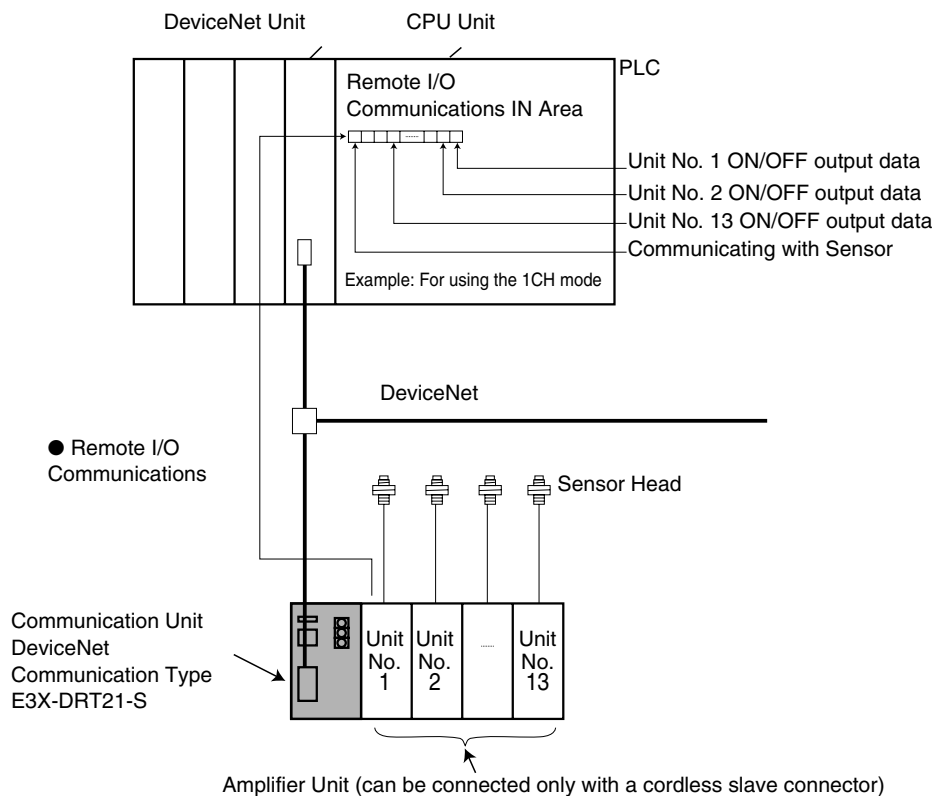 DeviceNet Unit
CPU Unit
PLC
Remote I/O
Communications IN Area
Unit No. 1 ON/OFF output data
Unit No. 2 ON/OFF output data
Unit No. 13 ON/OFF output data
Communicating with Sensor
Example: For using the 1CH mode
DeviceNet
● Remote I/O
Communications
Sensor Head
Communication Unit
DeviceNet
Communication Type
E3X-DRT21-S
Unit
No.
1
Unit
No.
2
......
Unit
No.
13
Amplifier Unit (can be connected only with a cordless slave connector)